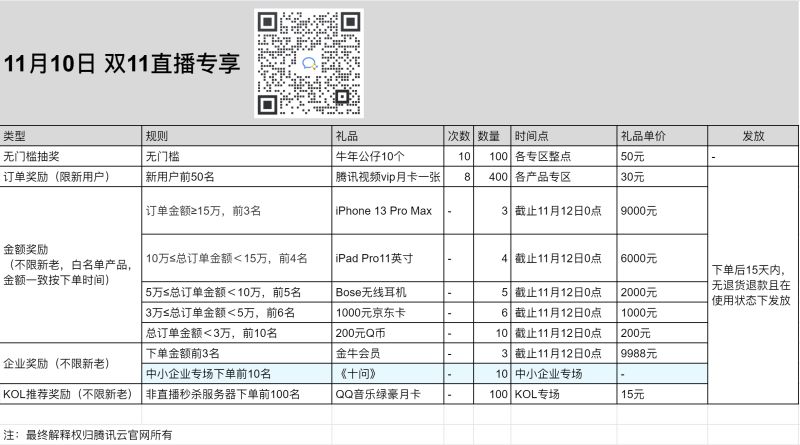 11月10日 双11直播专享
类型 规则 礼品 次数 数量 时间点 礼品单价 发放
无门槛抽奖 无门槛 牛年公仔10个 10 100 各专区整点 50元 -
订单奖励（限新用户） 新用户前50名 腾讯视频vip月卡一张 8 400 各产品专区 30元
订单金额≥15万，前3名 iPhone 13 Pro Max - 3 截止11月12日0点 9000元
金额奖励
（不限新老，白名单产品，
金额一致按下单时间）
10万≤总订单金额＜15万，前4名 iPad Pro11英寸 - 4 截止11月12日0点 6000元
5万≤总订单金额＜10万，前5名 Bose无线耳机 - 5 截止11月12日0点 2000元
3万≤总订单金额＜5万，前6名 1000元京东卡 - 6 截止11月12日0点 1000元
总订单金额＜3万，前10名 200元Q币 - 10 截止11月12日0点 200元
下单后15天内，
无退货退款且在
使用状态下发放
企业奖励（不限新老）
下单金额前3名 金牛会员 - 3 截止11月12日0点 9988元
中小企业专场下单前10名 《十问》 - 10 中小企业专场 -
KOL推荐奖励（不限新老） 非直播秒杀服务器下单前100名 QQ音乐绿豪月卡 100 KOL专场 15元
注：最终解释权归腾讯云官网所有